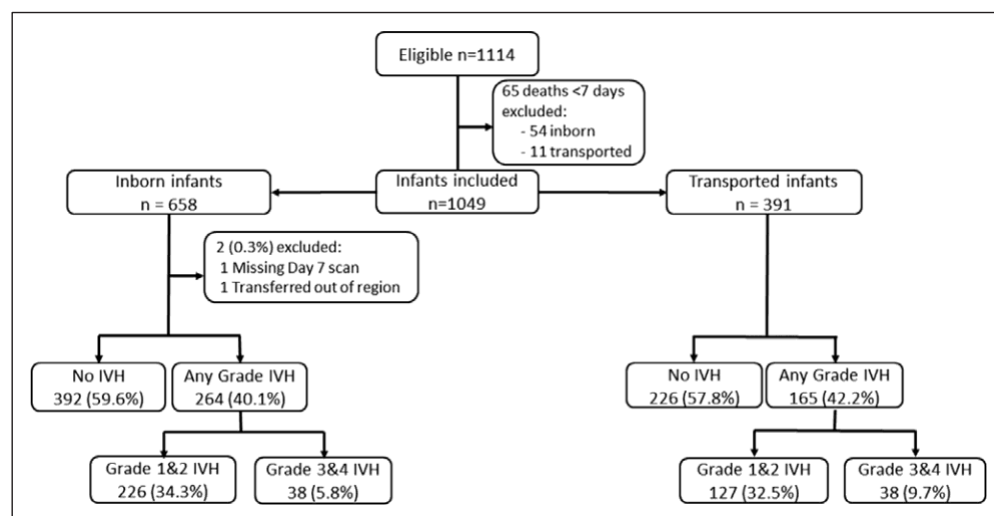 Eligible n=1114
65 deaths <7 days
excluded:
- 54 inborn
- 11 transported
Inborn infants
n = 658
Infants included
n=1049
Transported infants
n = 391
2 (0.3%) excluded:
1 Missing Day 7 scan
1 Transferred out of region
No IVH
392 (59.6%)
Any Grade IVH
264 (40.1%)
No IVH
226 (57.8%)
Any Grade IVH
165 (42.2%)
Grade 1&2 IVH
226 (34.3%)
Grade 3&4 IVH
38 (5.8%)
Grade 1&2 IVH
127 (32.5%)
Grade 3&4 IVH
38 (9.7%)